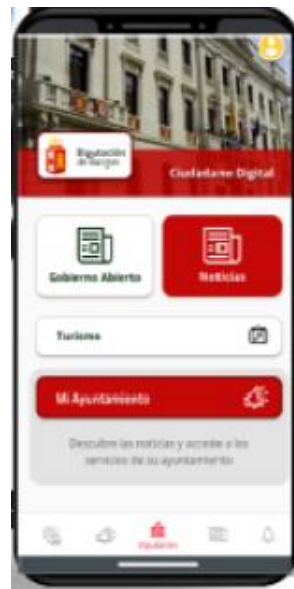 Diputación
de Burgos
Ciudadano Digital
Gobierno Abierto
Noticias
Turismo
Mi Ayuntamiento
Descubre las noticias y accede a los
servicios de su ayuntamiento
Diputación